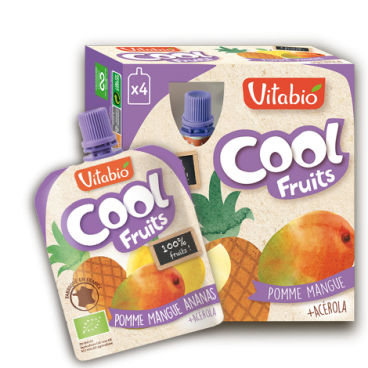 x4
Vitabio
Cool
Fruits
POMME MANGUE
+ACÉROLA
Vitabio
Cool
Fruits
100%
fruits!
POMME MANGUE ANANAS
+ACÉROLA